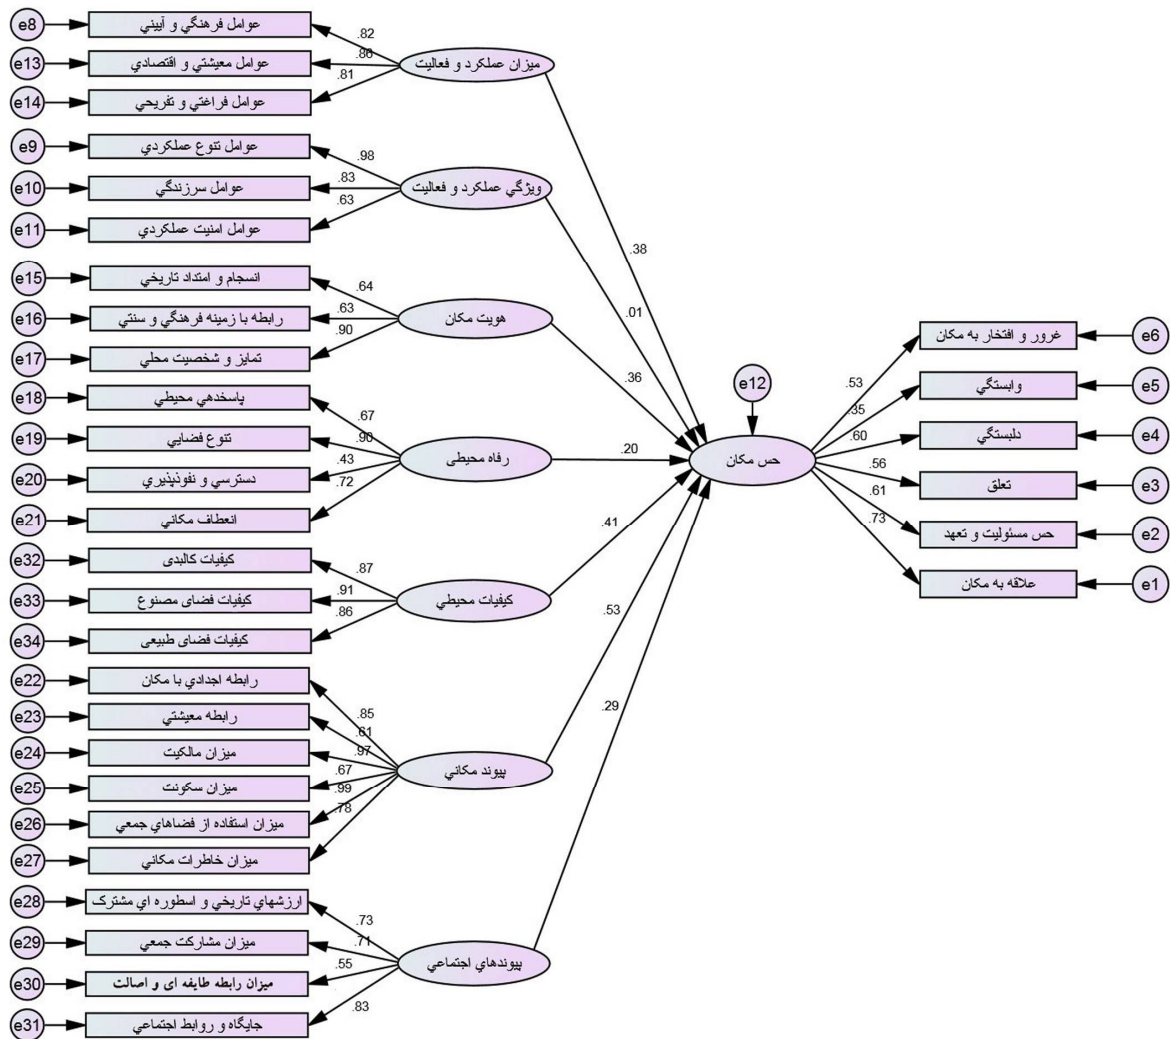 e8
عوامل فرهنگي و آييني
.82
ميزان عملكرد و فعاليت
e13
عوامل معيشتي و اقتصادي
.86
e14
عوامل فراغتي و تفريحي
.81
e9
عوامل تنوع عملكردي
.98
ويژگي عملكرد و فعاليت
e10
عوامل سرزندگي
.83
e11
عوامل امنيت عملكردي
.63
e15
انسجام و امتداد تاريخي
.64
هويت مكان
e16
رابطه با زمينه فرهنگي و سنتي
.63
e17
تمايز و شخصيت محلي
.90
e18
پاسخدهي محيطي
.67
رفاه محیطی
e19
تنوع فضايي
.90
e20
دسترسي و نفوذپذيري
.43
e21
انعطاف مكاني
.72
e32
كيفيات كالبدی
.87
كيفيات محيطي
e33
كيفيات فضای مصنوع
.91
e34
كيفيات فضای طبیعی
.86
e22
رابطه اجدادي با مكان
.85
پيوند مكاني
e23
رابطه معيشتي
.61
e24
ميزان مالكيت
.97
e25
ميزان سكونت
.67
e26
ميزان استفاده از فضاهاي جمعي
.99
e27
ميزان خاطرات مكاني
.78
e28
ارزشهاي تاريخي و اسطوره اي مشترک
.73
پيوندهاي اجتماعي
e29
ميزان مشاركت جمعي
.71
e30
میزان رابطه طایفه ای و اصالت
.55
e31
جايگاه و روابط اجتماعي
.83
.38
.01
.36
.20
.41
.53
.29
e12
حس مكان
غرور و افتخار به مكان
.53
e6
وابستگي
.35
e5
دلبستگي
.60
e4
تعلق
.56
e3
حس مسئوليت و تعهد
.61
e2
علاقه به مكان
.73
e1